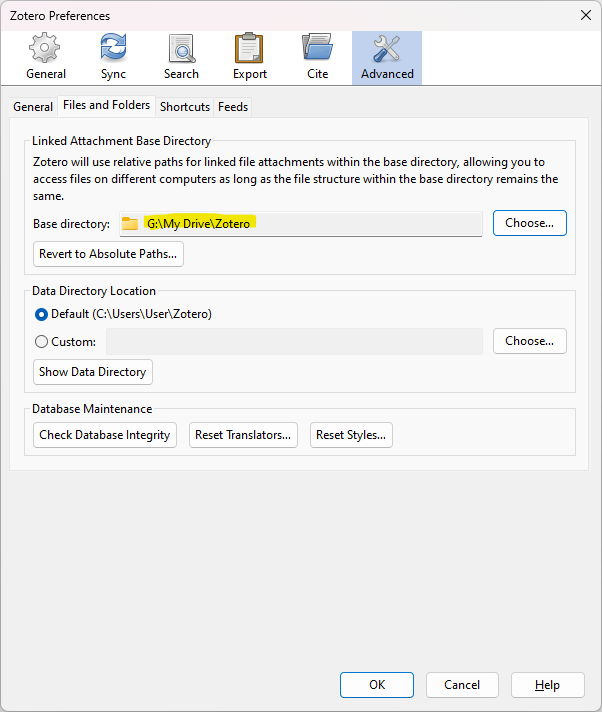 Zotero Preferences
General Sync Search Export Cite Advanced
General Files and Folders Shortcuts Feeds
Linked Attachment Base Directory
Zotero will use relative paths for linked file attachments within the base directory, allowing you to
access files on different computers as long as the file structure within the base directory remains the
same.
Base directory: G:\My Drive\Zotero Choose...
Revert to Absolute Paths...
Data Directory Location
Default (C:\Users\User\Zotero)
Custom: Choose...
Show Data Directory
Database Maintenance
Check Database Integrity Reset Translators... Reset Styles...
OK Cancel Help